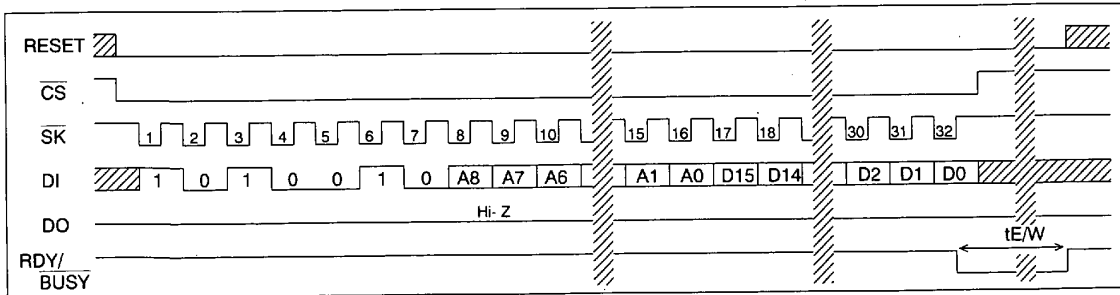 RESET
CS
SK 1 2 3 4 5 6 7 8 9 10 15 16 17 18 30 31 32
DI 1 0 1 0 0 1 0 A8 A7 A6 A1 A0 D15 D14 D2 D1 D0
Hi- Z
DO
tE/W
RDY/
BUSY